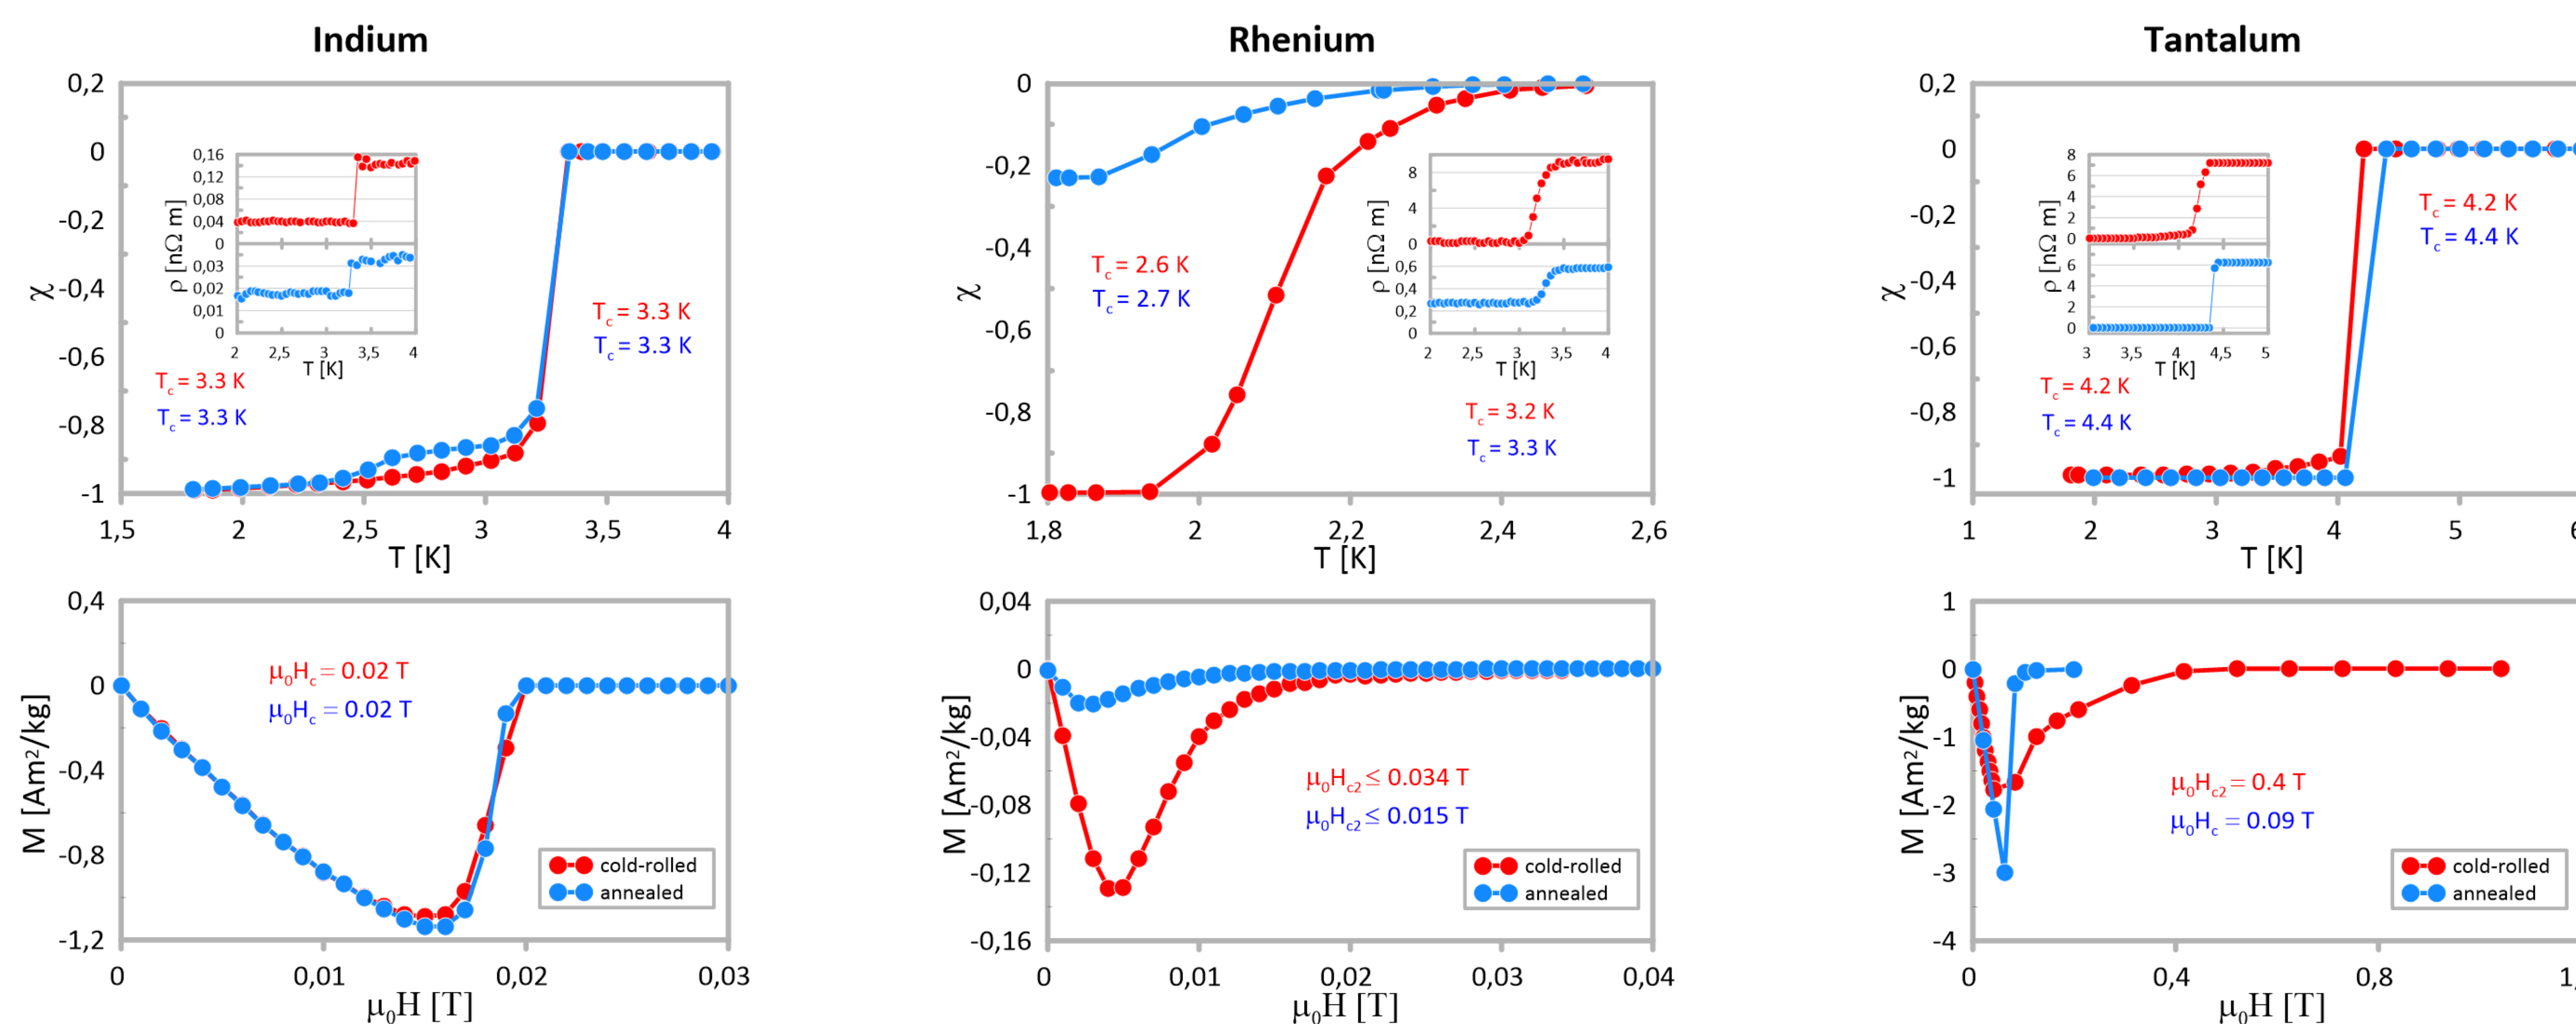 Indium
0,2
0
-0,2
-0,4
-0,6
-0,8
-1
χ
1,5
2
2,5
3
3,5
4
T [K]
0,16
0,12
0,08
0,04
0
0,03
0,02
0,01
0
ρ [nΩ m]
2
2,5
3
3,5
4
T [K]
Tc = 3.3 K
Tc = 3.3 K
Tc = 3.3 K
Tc = 3.3 K
0,4
0
-0,4
-0,8
-1,2
M [Am²/kg]
μ₀Hc = 0.02 T
μ₀Hc = 0.02 T
cold-rolled
annealed
0
0,01
0,02
0,03
μ₀H [T]
Rhenium
0
-0,2
-0,4
-0,6
-0,8
-1
χ
1,8
2
2,2
2,4
2,6
T [K]
8
4
0
0,6
0,4
0,2
0
ρ [nΩ m]
2
2,5
3
3,5
4
T [K]
Tc = 2.6 K
Tc = 2.7 K
Tc = 3.2 K
Tc = 3.3 K
0,04
0
-0,04
-0,08
-0,12
-0,16
M [Am²/kg]
μ₀Hc2 ≤ 0.034 T
μ₀Hc2 ≤ 0.015 T
cold-rolled
annealed
0
0,01
0,02
0,03
0,04
μ₀H [T]
Tantalum
0,2
0
-0,2
-0,4
-0,6
-0,8
-1
χ
1
2
3
4
5
T [K]
8
6
4
2
0
6
4
2
0
ρ [nΩ m]
3
3,5
4
4,5
5
T [K]
Tc = 4.2 K
Tc = 4.4 K
Tc = 4.2 K
Tc = 4.4 K
1
0
-1
-2
-3
-4
M [Am²/kg]
μ₀Hc2 = 0.4 T
μ₀Hc = 0.09 T
cold-rolled
annealed
0
0,4
0,8
μ₀H [T]